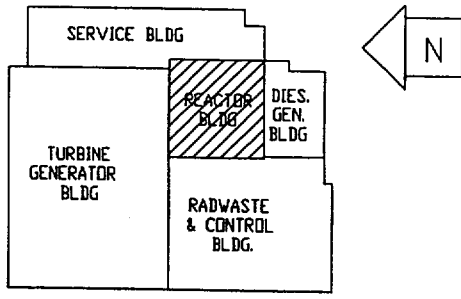 SERVICE BLDG
N
REACTOR
BLDG
DIES.
GEN.
BLDG
TURBINE
GENERATOR
BLDG
RADWASTE
& CONTROL
BLDG.